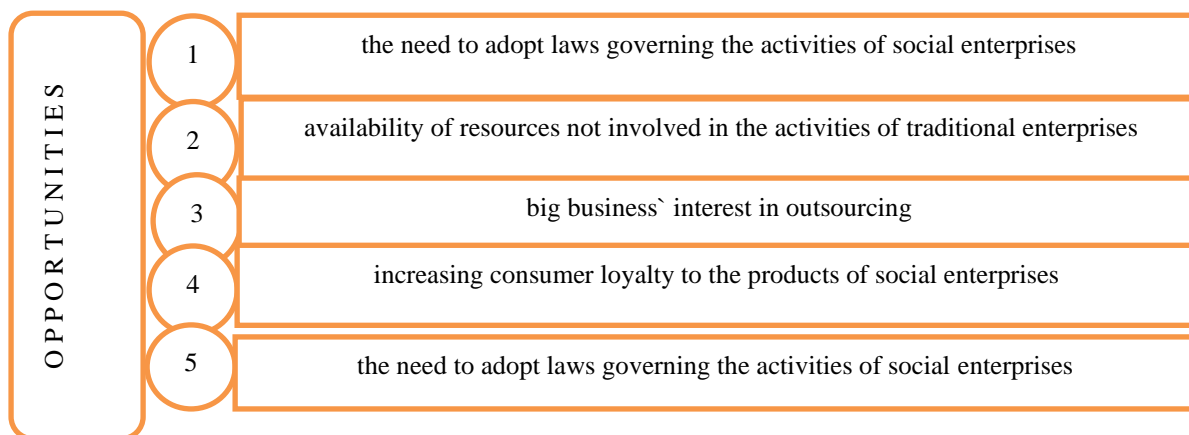 OPPORTUNITIES
1
the need to adopt laws governing the activities of social enterprises
2
availability of resources not involved in the activities of traditional enterprises
3
big business` interest in outsourcing
4
increasing consumer loyalty to the products of social enterprises
5
the need to adopt laws governing the activities of social enterprises